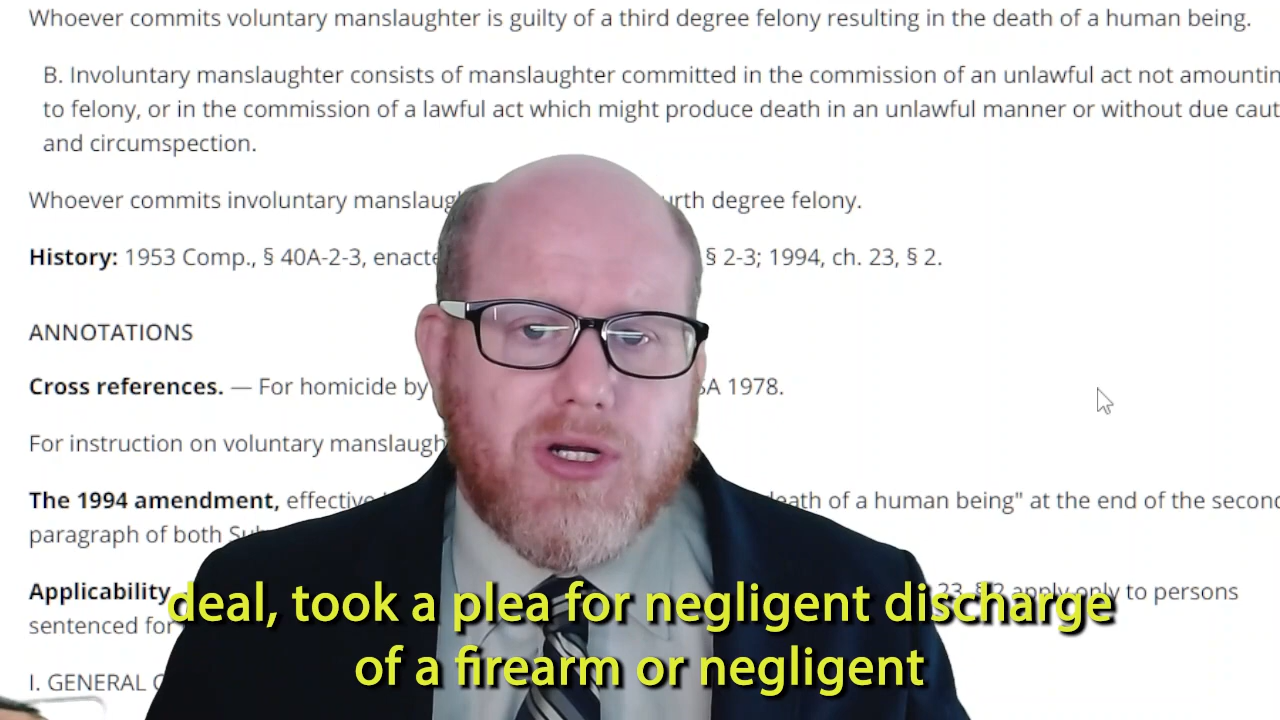 Whoever commits voluntary manslaughter is guilty of a third degree felony resulting in the death of a human being.
B. Involuntary manslaughter consists of manslaughter committed in the commission of an unlawful act not amountin
to felony, or in the commission of a lawful act which might produce death in an unlawful manner or without due caut
and circumspection.
Whoever commits involuntary manslaug urth degree felony.
History: 1953 Comp., § 40A-2-3, enacte § 2-3; 1994, ch. 23, § 2.
ANNOTATIONS
Cross references. — For homicide by SA 1978.
For instruction on voluntary manslaugh
The 1994 amendment, effective eath of a human being" at the end of the second
paragraph of both Sub
Applicability. 23, § 2 apply only to persons
sentenced for
deal, took a plea for negligent discharge
of a firearm or negligent
I. GENERAL